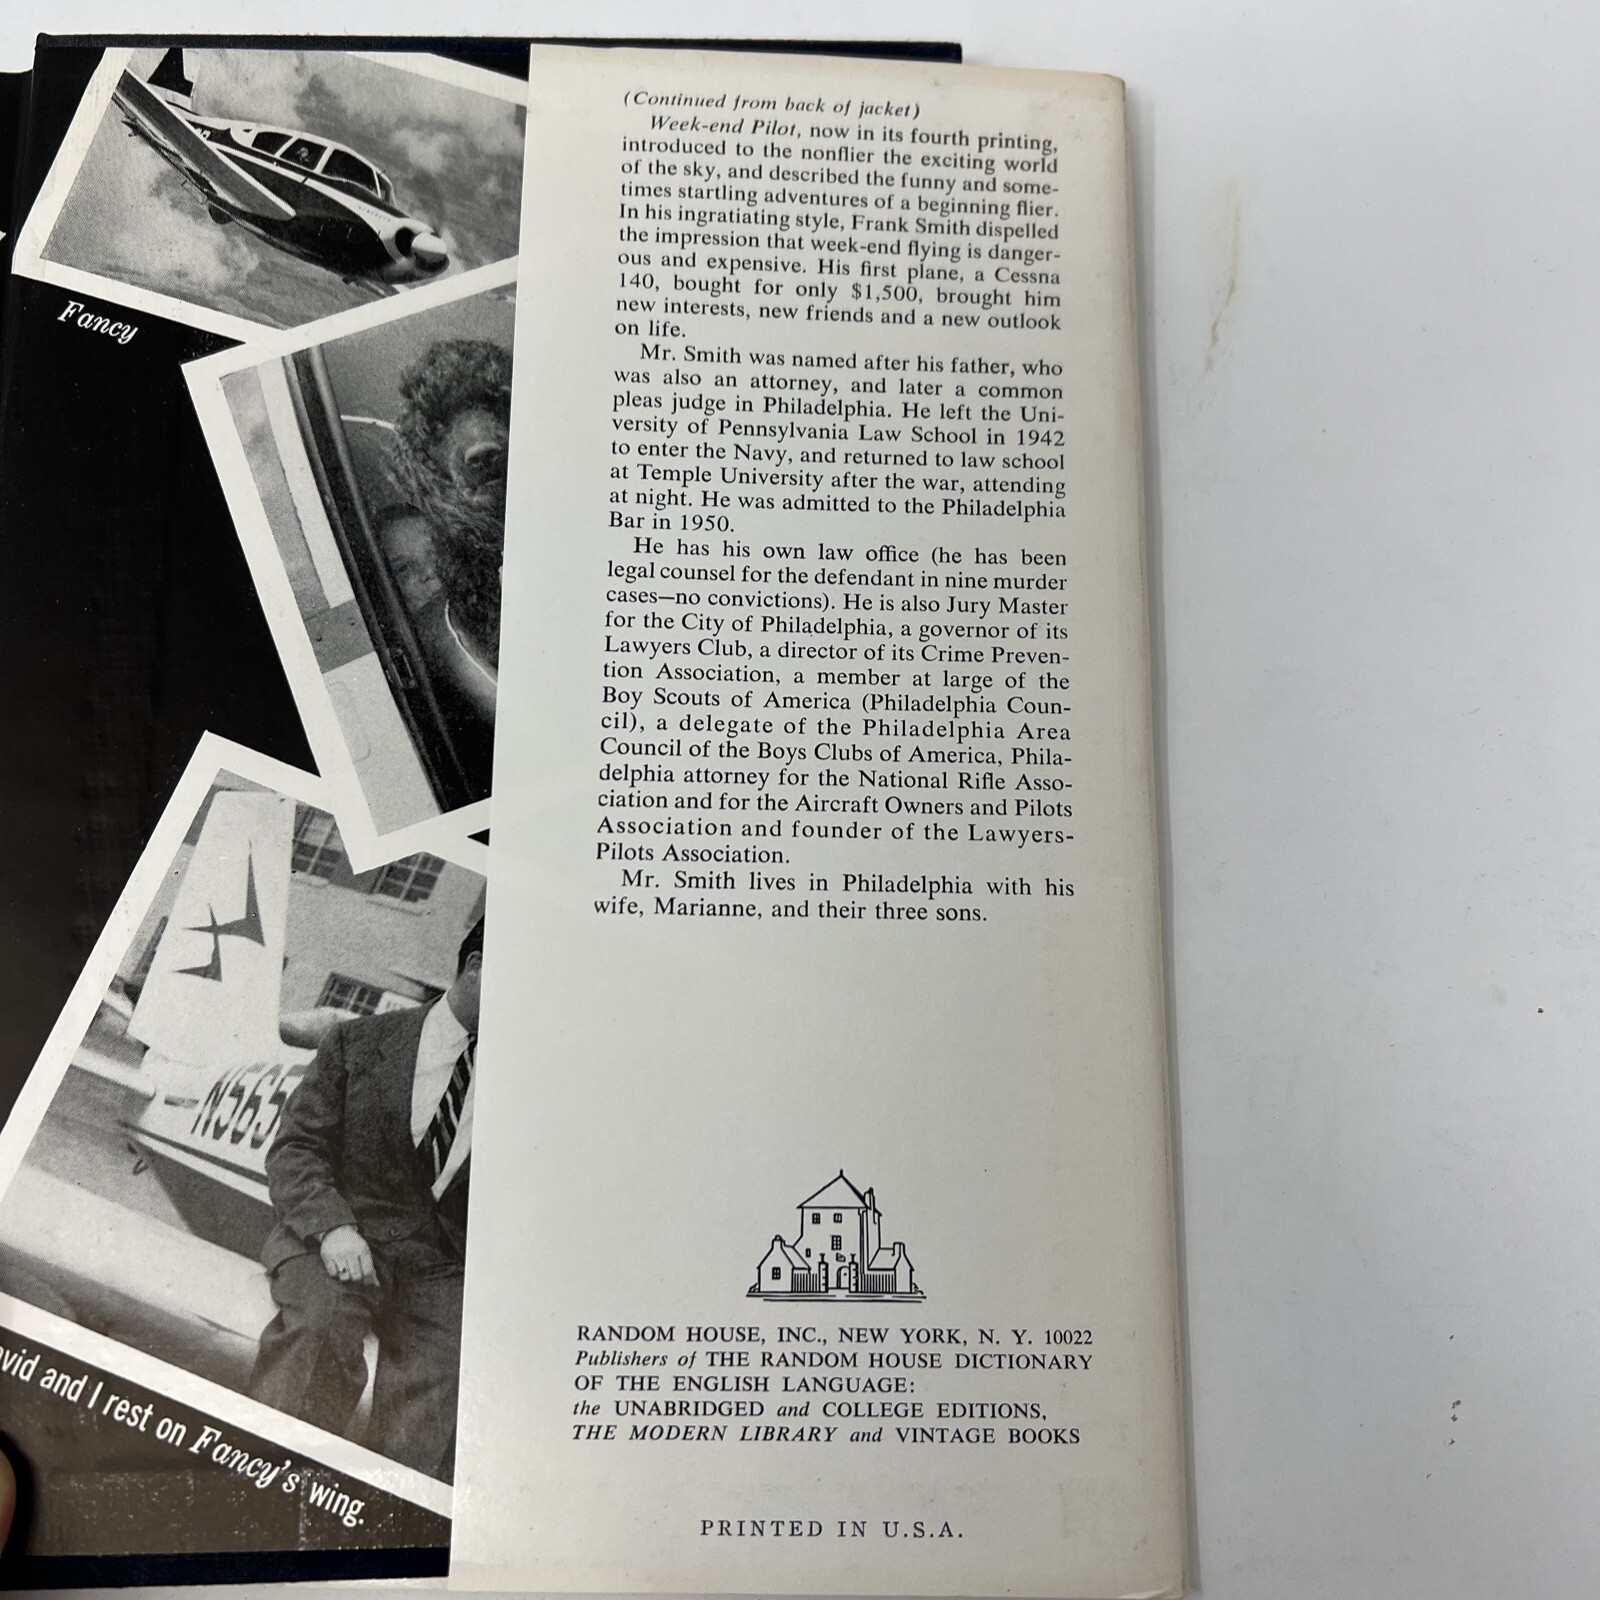 Fancy
avid and I rest on Fancy's wing.
N565
(Continued from back of jacket)
Week-end Pilot, now in its fourth printing,
introduced to the nonflier the exciting world
of the sky, and described the funny and some-
times startling adventures of a beginning flier.
In his ingratiating style, Frank Smith dispelled
the impression that week-end flying is danger-
ous and expensive. His first plane, a Cessna
140, bought for only $1,500, brought him
new interests, new friends and a new outlook
on life.
Mr. Smith was named after his father, who
was also an attorney, and later a common
pleas judge in Philadelphia. He left the Uni-
versity of Pennsylvania Law School in 1942
to enter the Navy, and returned to law school
at Temple University after the war, attending
at night. He was admitted to the Philadelphia
Bar in 1950.
He has his own law office (he has been
legal counsel for the defendant in nine murder
cases—no convictions). He is also Jury Master
for the City of Philadelphia, a governor of its
Lawyers Club, a director of its Crime Preven-
tion Association, a member at large of the
Boy Scouts of America (Philadelphia Coun-
cil), a delegate of the Philadelphia Area
Council of the Boys Clubs of America, Phila-
delphia attorney for the National Rifle Asso-
ciation and for the Aircraft Owners and Pilots
Association and founder of the Lawyers-
Pilots Association.
Mr. Smith lives in Philadelphia with his
wife, Marianne, and their three sons.
RANDOM HOUSE, INC., NEW YORK, N. Y. 10022
Publishers of THE RANDOM HOUSE DICTIONARY
OF THE ENGLISH LANGUAGE:
the UNABRIDGED and COLLEGE EDITIONS,
THE MODERN LIBRARY and VINTAGE BOOKS
PRINTED IN U.S.A.